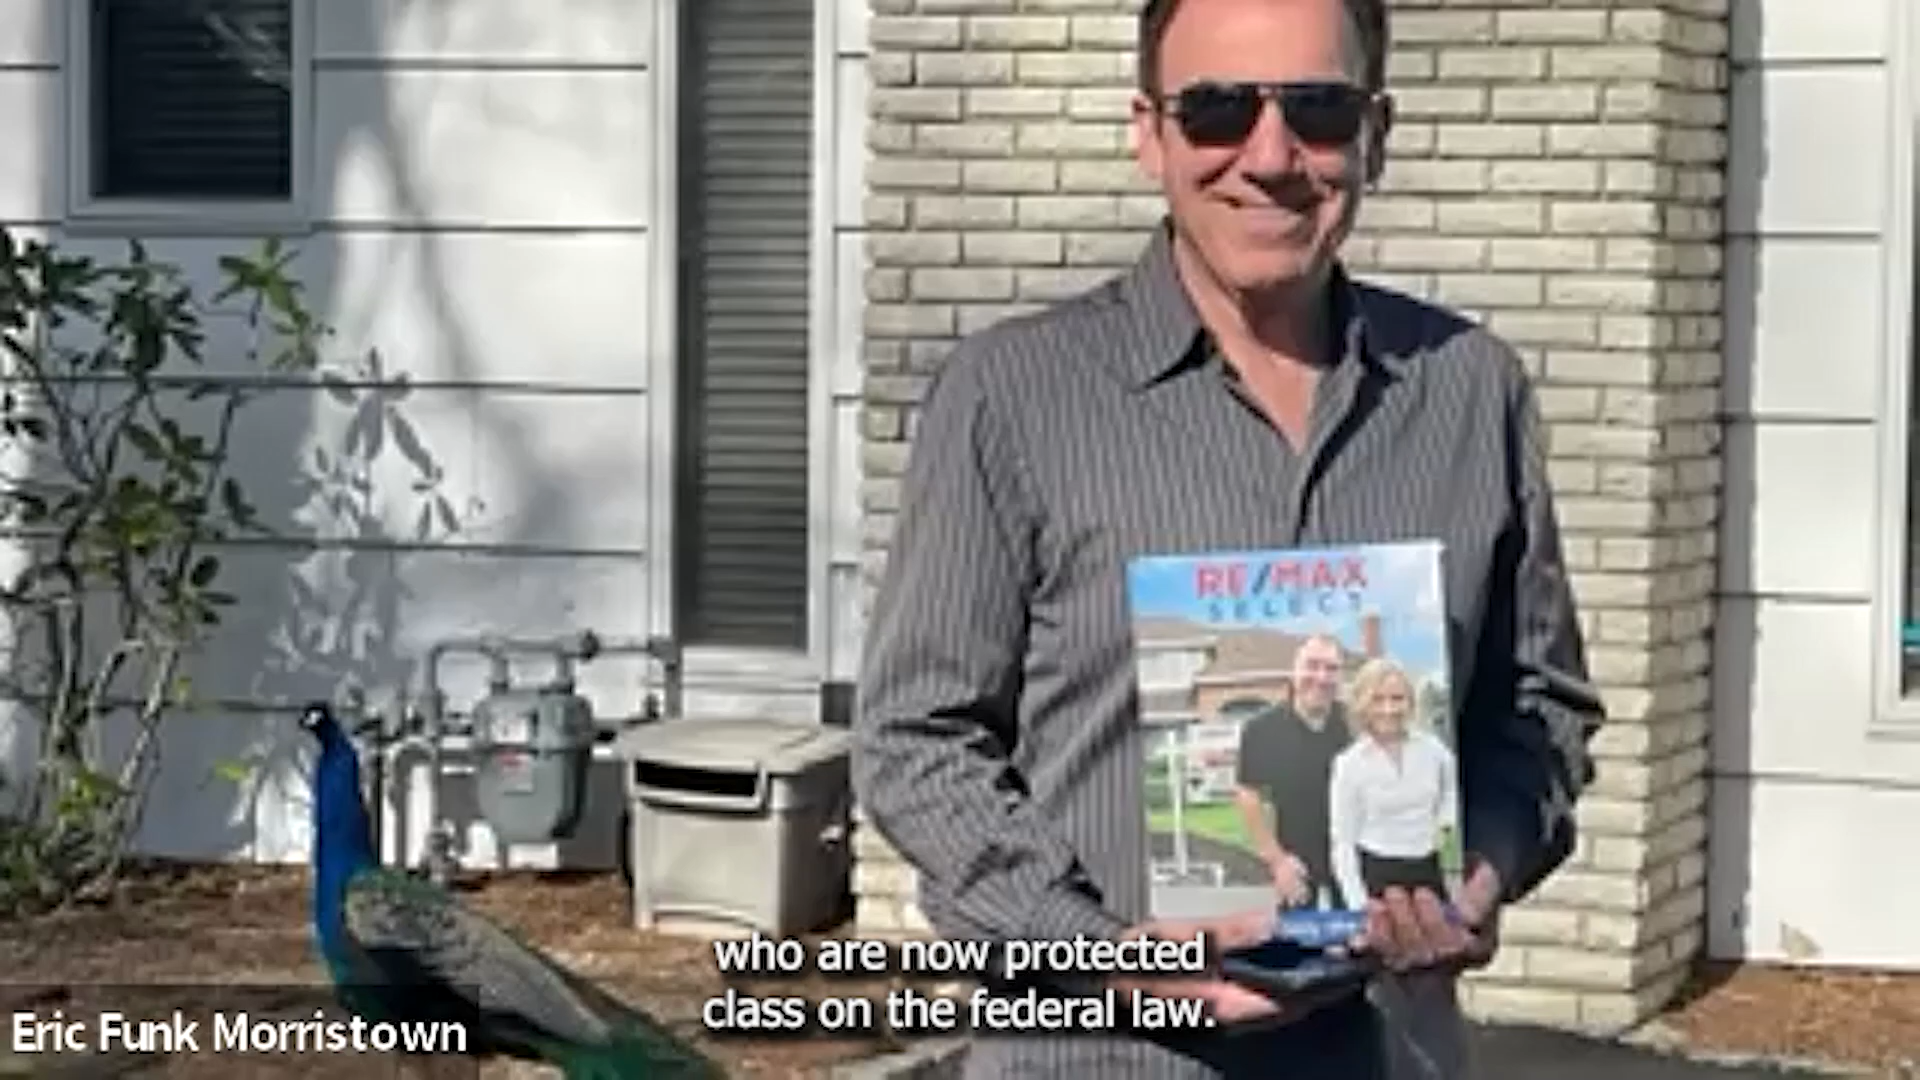 RE/MAX
SELECT
who are now protected
class on the federal law.
Eric Funk Morristown